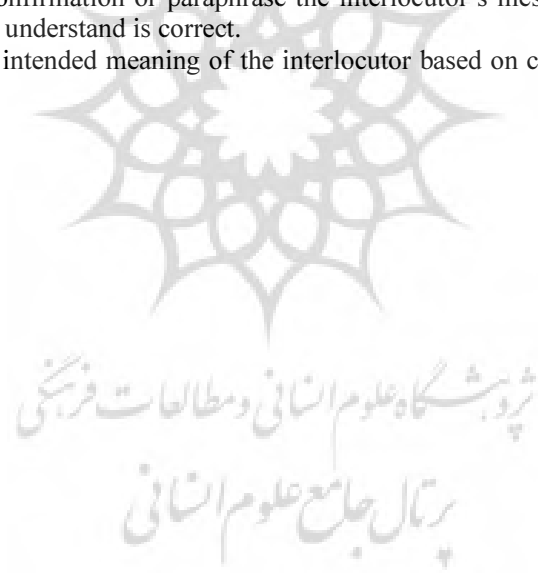 onfirmation or paraphrase the interlocutor's mes
understand is correct.
intended meaning of the interlocutor based on c
پژوهشگاه علوم انسانی و مطالعات فرهنگی
پرتال جامع علوم انسانی